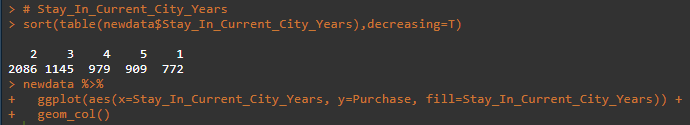 > # Stay_In_Current_City_Years
> sort(table(newdata$Stay_In_Current_City_Years),decreasing=T)
2 3 4 5 1
2086 1145 979 909 772
> newdata %>%
+ ggplot(aes(x=Stay_In_Current_City_Years, y=Purchase, fill=Stay_In_Current_City_Years)) +
+ geom_col()